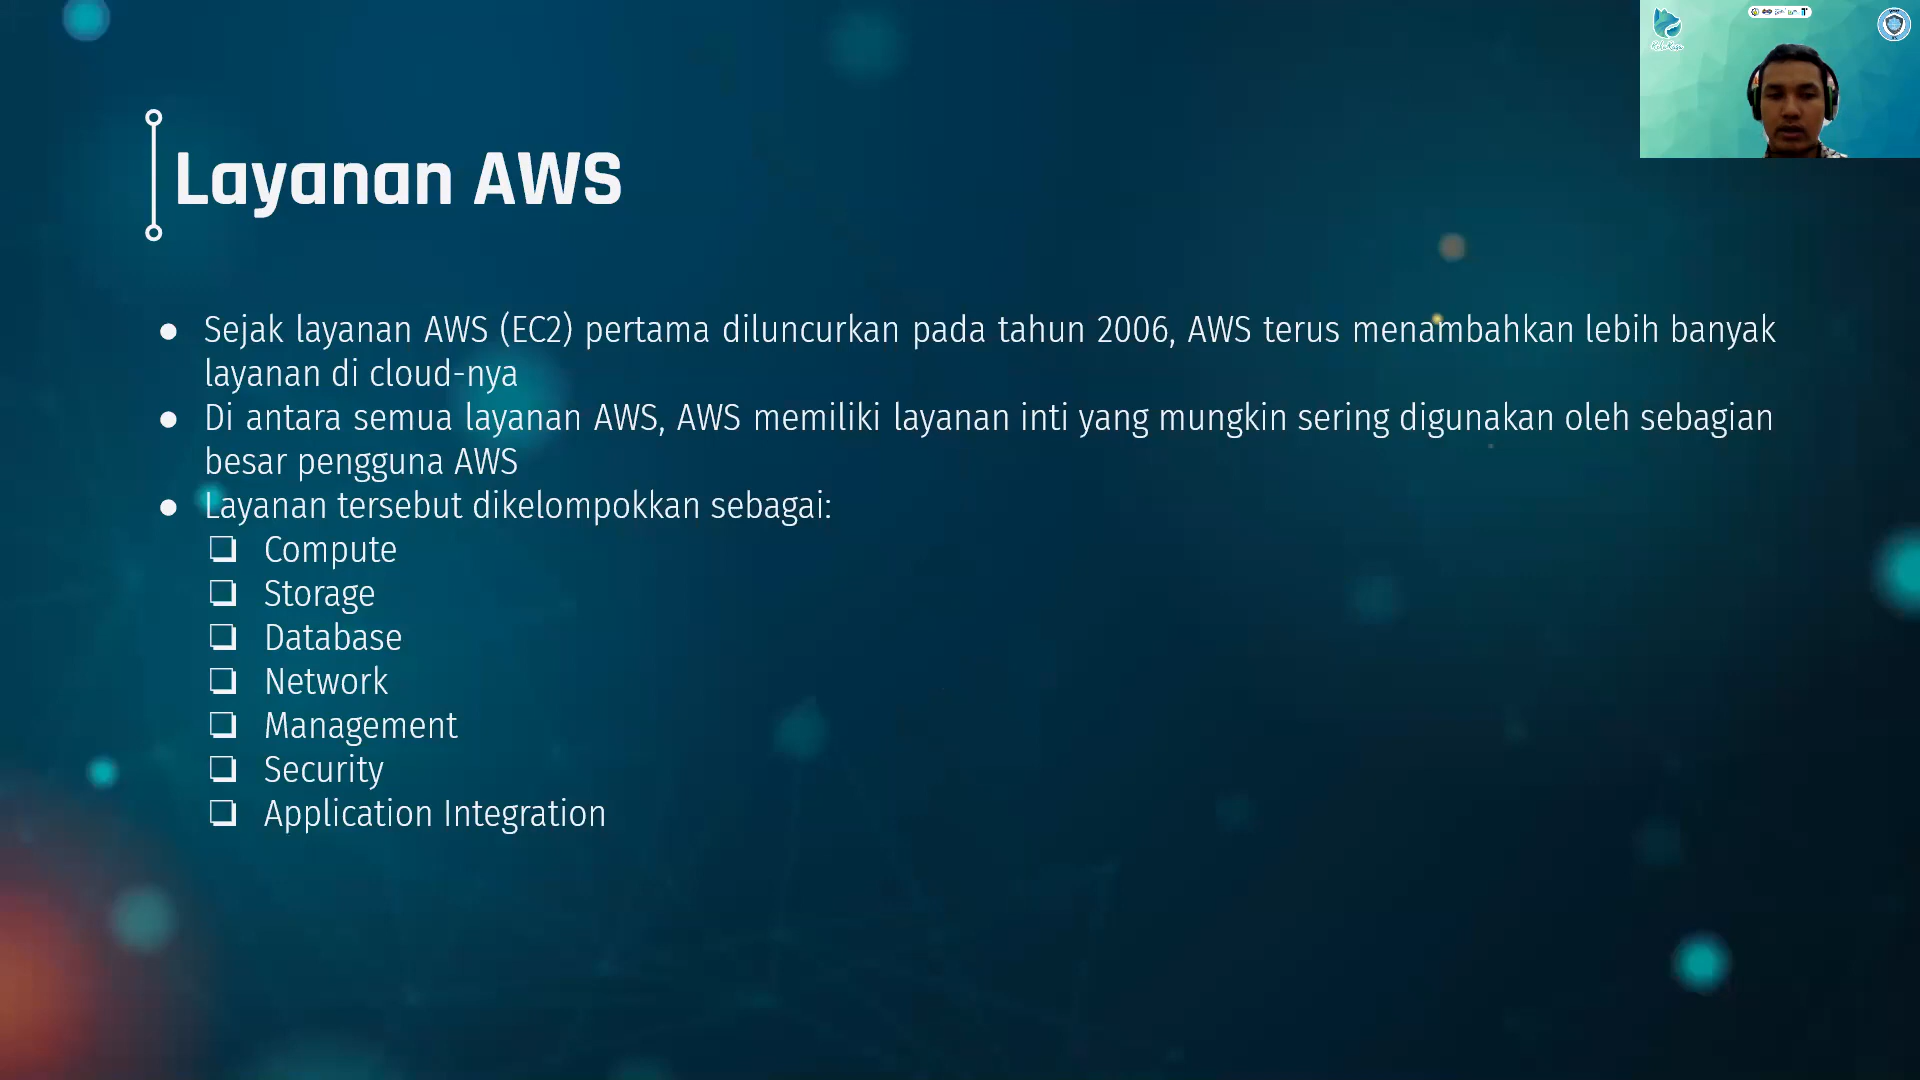 Layanan AWS
● Sejak layanan AWS (EC2) pertama diluncurkan pada tahun 2006, AWS terus menambahkan lebih banyak
layanan di cloud-nya
● Di antara semua layanan AWS, AWS memiliki layanan inti yang mungkin sering digunakan oleh sebagian
besar pengguna AWS
● Layanan tersebut dikelompokkan sebagai:
❏ Compute
❏ Storage
❏ Database
❏ Network
❏ Management
❏ Security
❏ Application Integration